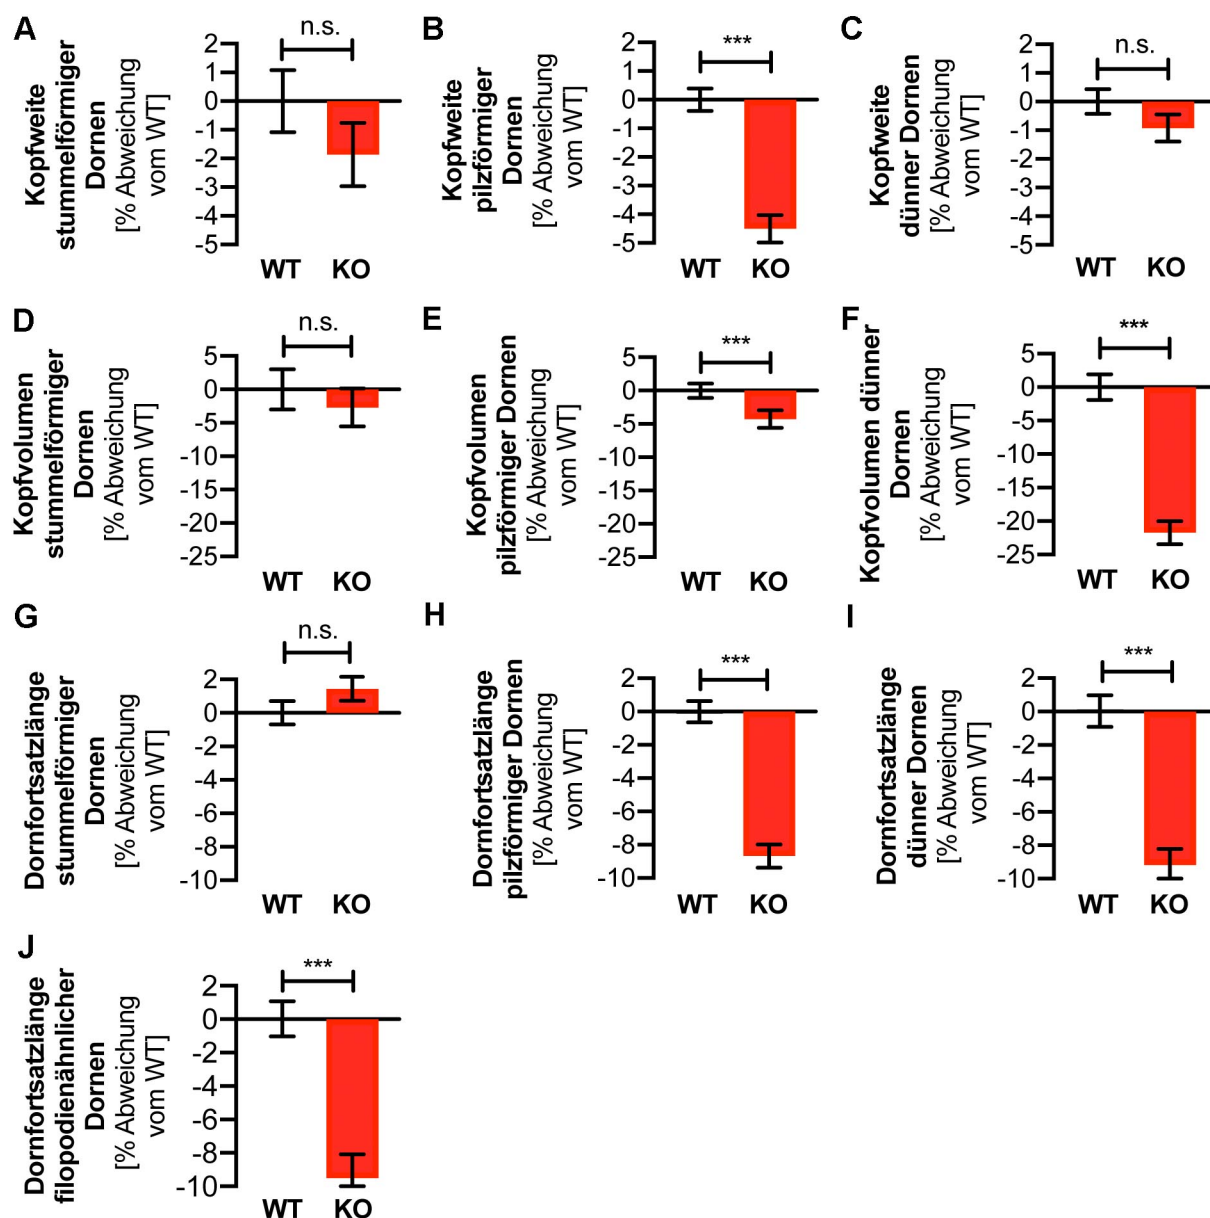 A
Kopfweite
stummelförmiger
Dornen
[% Abweichung
vom WT]
n.s.
2
1
0
-1
-2
-3
-4
-5
WT KO
B
Kopfweite
pilzförmiger
Dornen
[% Abweichung
vom WT]
***
2
1
0
-1
-2
-3
-4
-5
WT KO
C
Kopfweite
dünner Dornen
[% Abweichung
vom WT]
n.s.
2
1
0
-1
-2
-3
-4
-5
WT KO
D
Kopfvolumen
stummelförmiger
Dornen
[% Abweichung
vom WT]
n.s.
5
0
-5
-10
-15
-20
-25
WT KO
E
Kopfvolumen
pilzförmiger Dornen
[% Abweichung
vom WT]
***
5
0
-5
-10
-15
-20
-25
WT KO
F
Kopfvolumen dünner
Dornen
[% Abweichung
vom WT]
***
5
0
-5
-10
-15
-20
-25
WT KO
G
Dornfortsatzlänge
stummelförmiger
Dornen
[% Abweichung
vom WT]
n.s.
2
0
-2
-4
-6
-8
-10
WT KO
H
Dornfortsatzlänge
pilzförmiger Dornen
[% Abweichung
vom WT]
***
2
0
-2
-4
-6
-8
-10
WT KO
I
Dornfortsatzlänge
dünner Dornen
[% Abweichung
vom WT]
***
2
0
-2
-4
-6
-8
-10
WT KO
J
Dornfortsatzlänge
filopodienähnlicher
Dornen
[% Abweichung
vom WT]
***
2
0
-2
-4
-6
-8
-10
WT KO